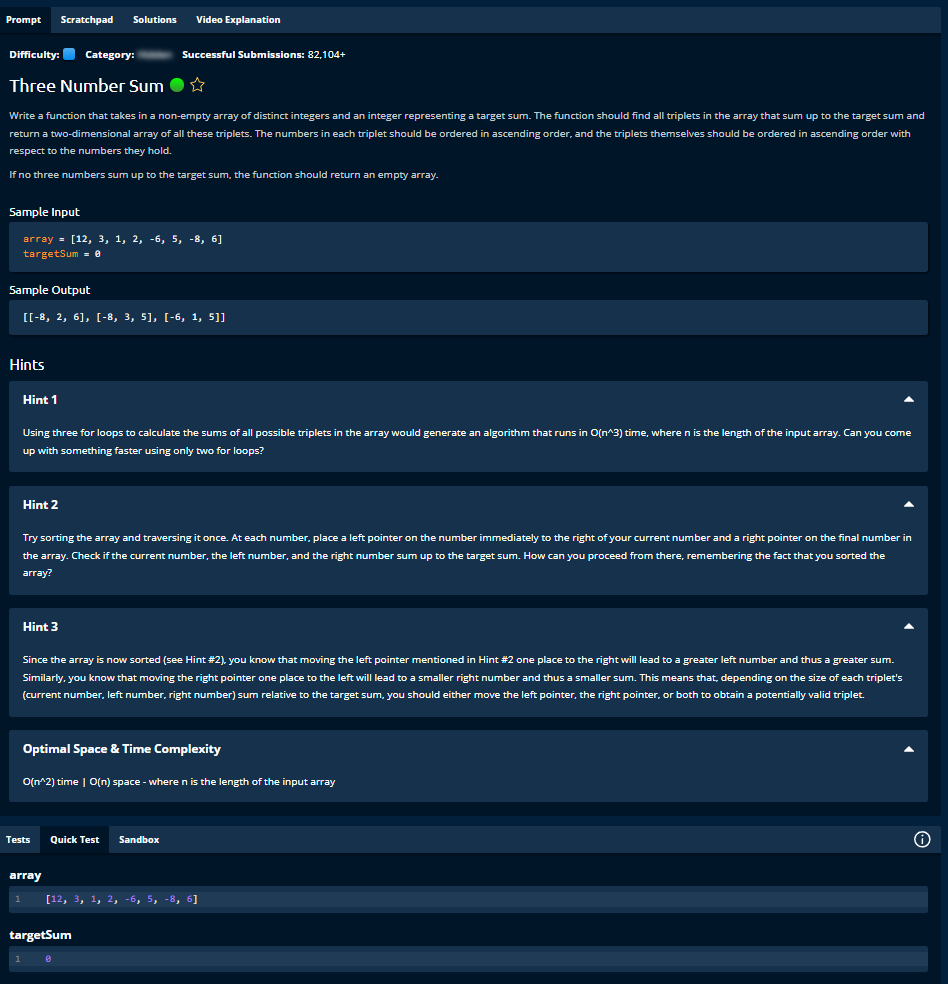 Prompt Scratchpad Solutions Video Explanation
Difficulty: Category: Successful Submissions: 82,104+
Three Number Sum
Write a function that takes in a non-empty array of distinct integers and an integer representing a target sum. The function should find all triplets in the array that sum up to the target sum and
return a two-dimensional array of all these triplets. The numbers in each triplet should be ordered in ascending order, and the triplets themselves should be ordered in ascending order with
respect to the numbers they hold.
If no three numbers sum up to the target sum, the function should return an empty array.
Sample Input
array = [12, 3, 1, 2, -6, 5, -8, 6]
targetSum = 0
Sample Output
[[-8, 2, 6], [-8, 3, 5], [-6, 1, 5]]
Hints
Hint 1
Using three for loops to calculate the sums of all possible triplets in the array would generate an algorithm that runs in O(n^3) time, where n is the length of the input array. Can you come
up with something faster using only two for loops?
Hint 2
Try sorting the array and traversing it once. At each number, place a left pointer on the number immediately to the right of your current number and a right pointer on the final number in
the array. Check if the current number, the left number, and the right number sum up to the target sum. How can you proceed from there, remembering the fact that you sorted the
array?
Hint 3
Since the array is now sorted (see Hint #2), you know that moving the left pointer mentioned in Hint #2 one place to the right will lead to a greater left number and thus a greater sum.
Similarly, you know that moving the right pointer one place to the left will lead to a smaller right number and thus a smaller sum. This means that, depending on the size of each triplet's
(current number, left number, right number) sum relative to the target sum, you should either move the left pointer, the right pointer, or both to obtain a potentially valid triplet.
Optimal Space & Time Complexity
O(n^2) time | O(n) space - where n is the length of the input array
Tests Quick Test Sandbox
array
1 [12, 3, 1, 2, -6, 5, -8, 6]
targetSum
1 0